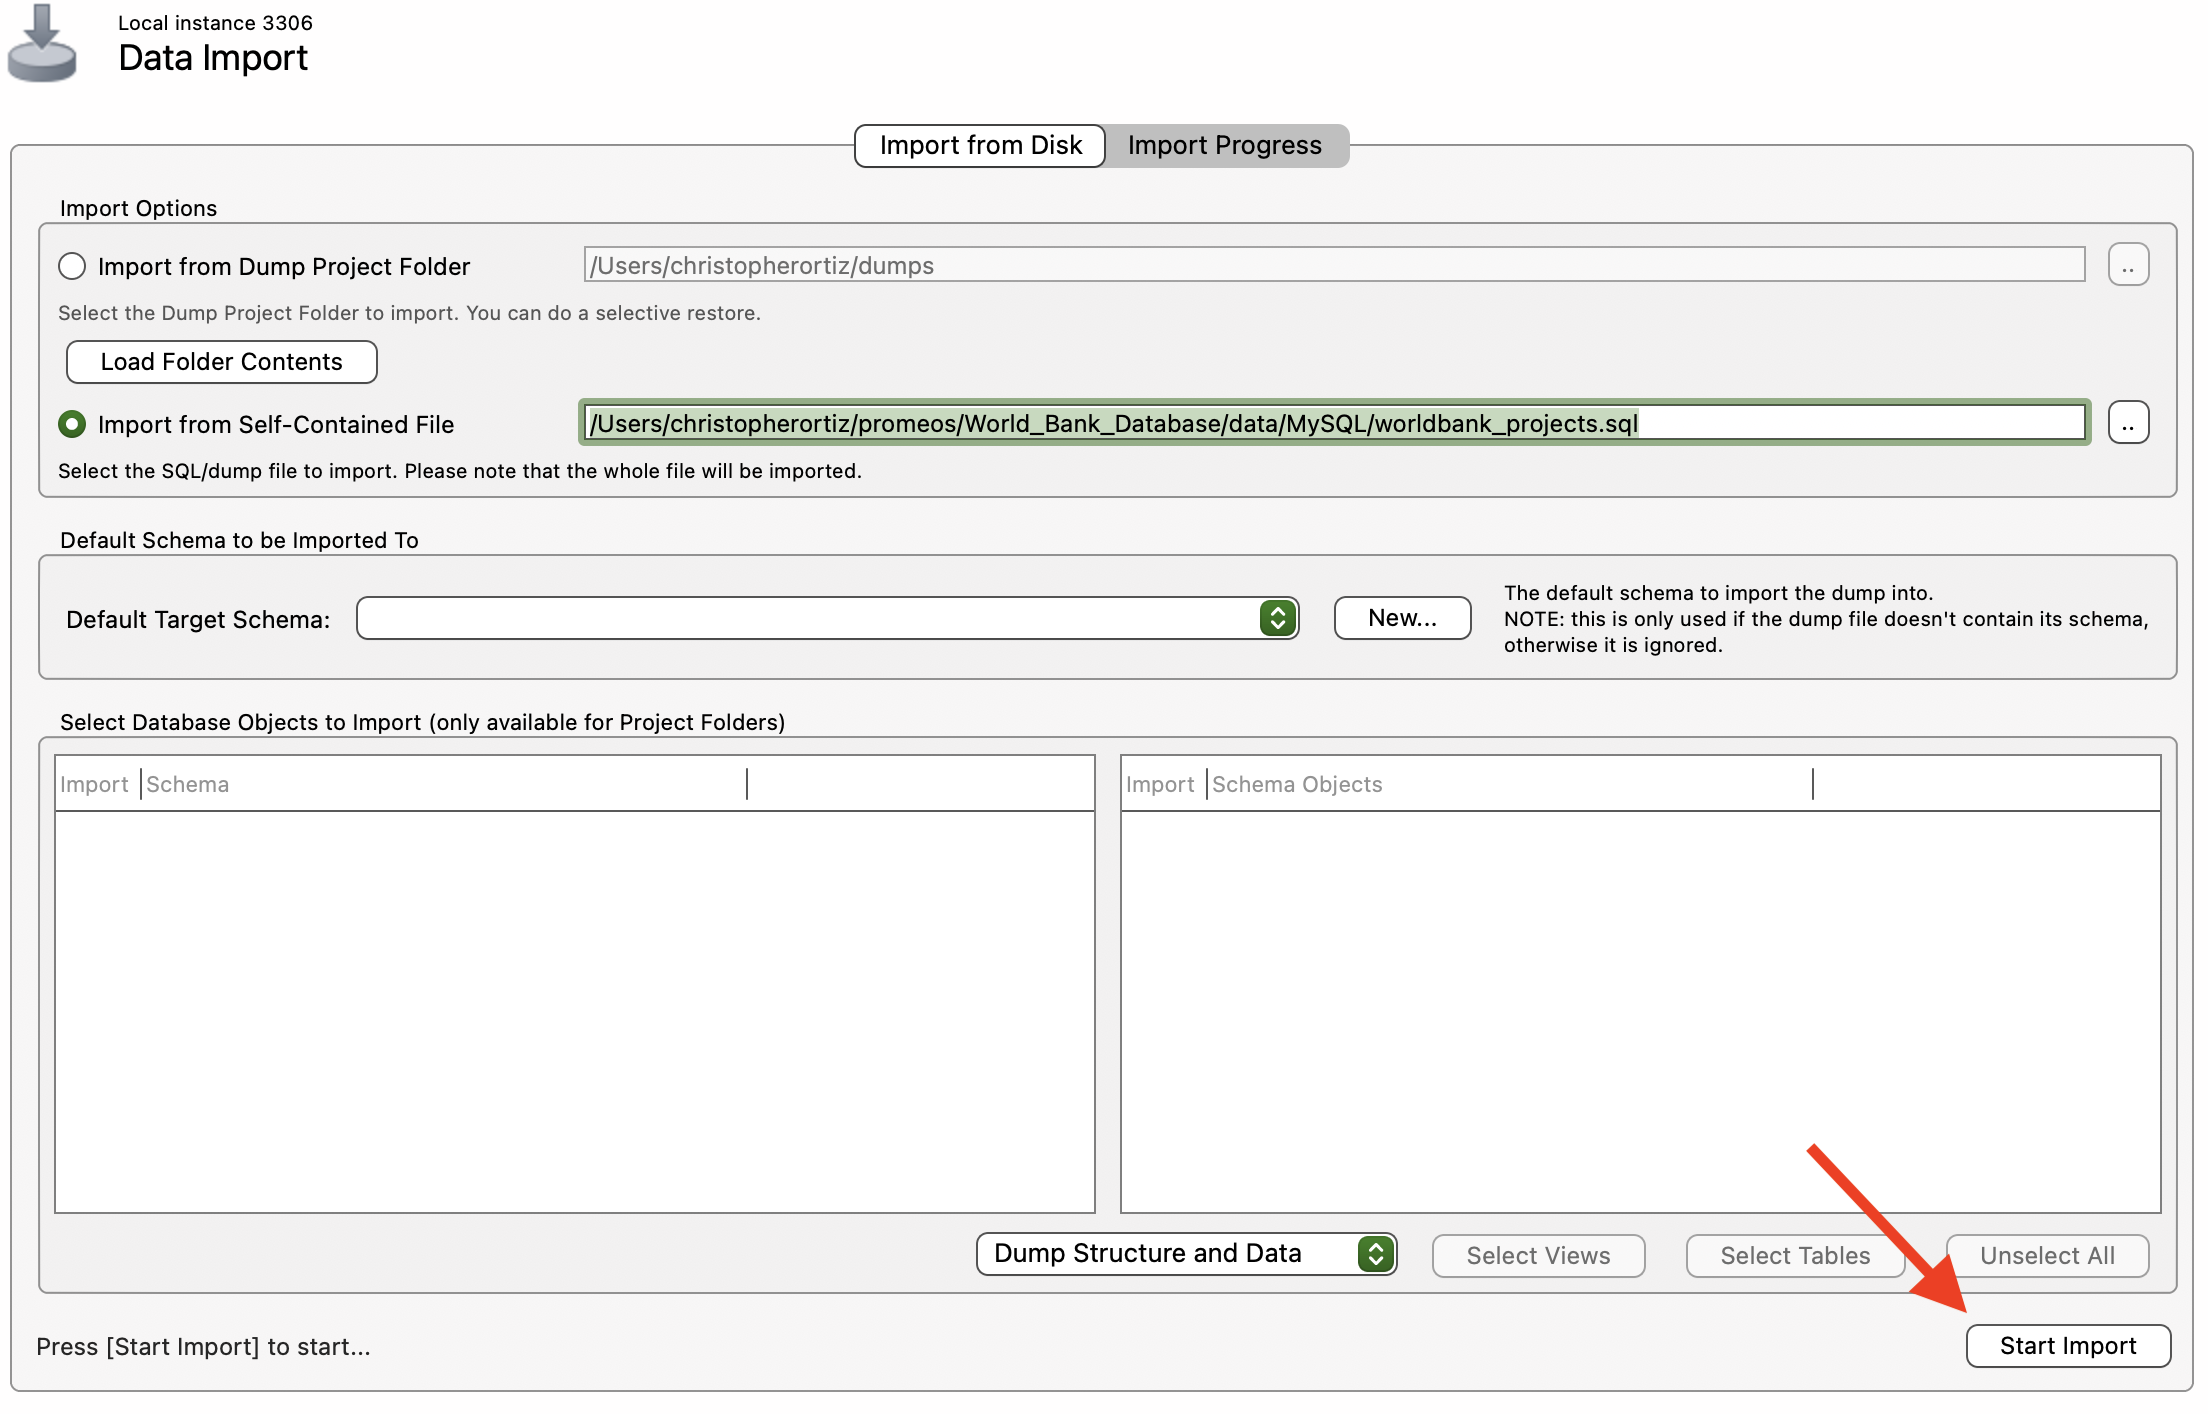 Local instance 3306
Data Import
Import from Disk Import Progress
Import Options
Import from Dump Project Folder /Users/christopherortiz/dumps ..
Select the Dump Project Folder to import. You can do a selective restore.
Load Folder Contents
Import from Self-Contained File /Users/christopherortiz/promeos/World_Bank_Database/data/MySQL/worldbank_projects.sql ..
Select the SQL/dump file to import. Please note that the whole file will be imported.
Default Schema to be Imported To
Default Target Schema: New...
The default schema to import the dump into.
NOTE: this is only used if the dump file doesn't contain its schema,
otherwise it is ignored.
Select Database Objects to Import (only available for Project Folders)
Import Schema Import Schema Objects
Dump Structure and Data Select Views Select Tables Unselect All
Press [Start Import] to start... Start Import